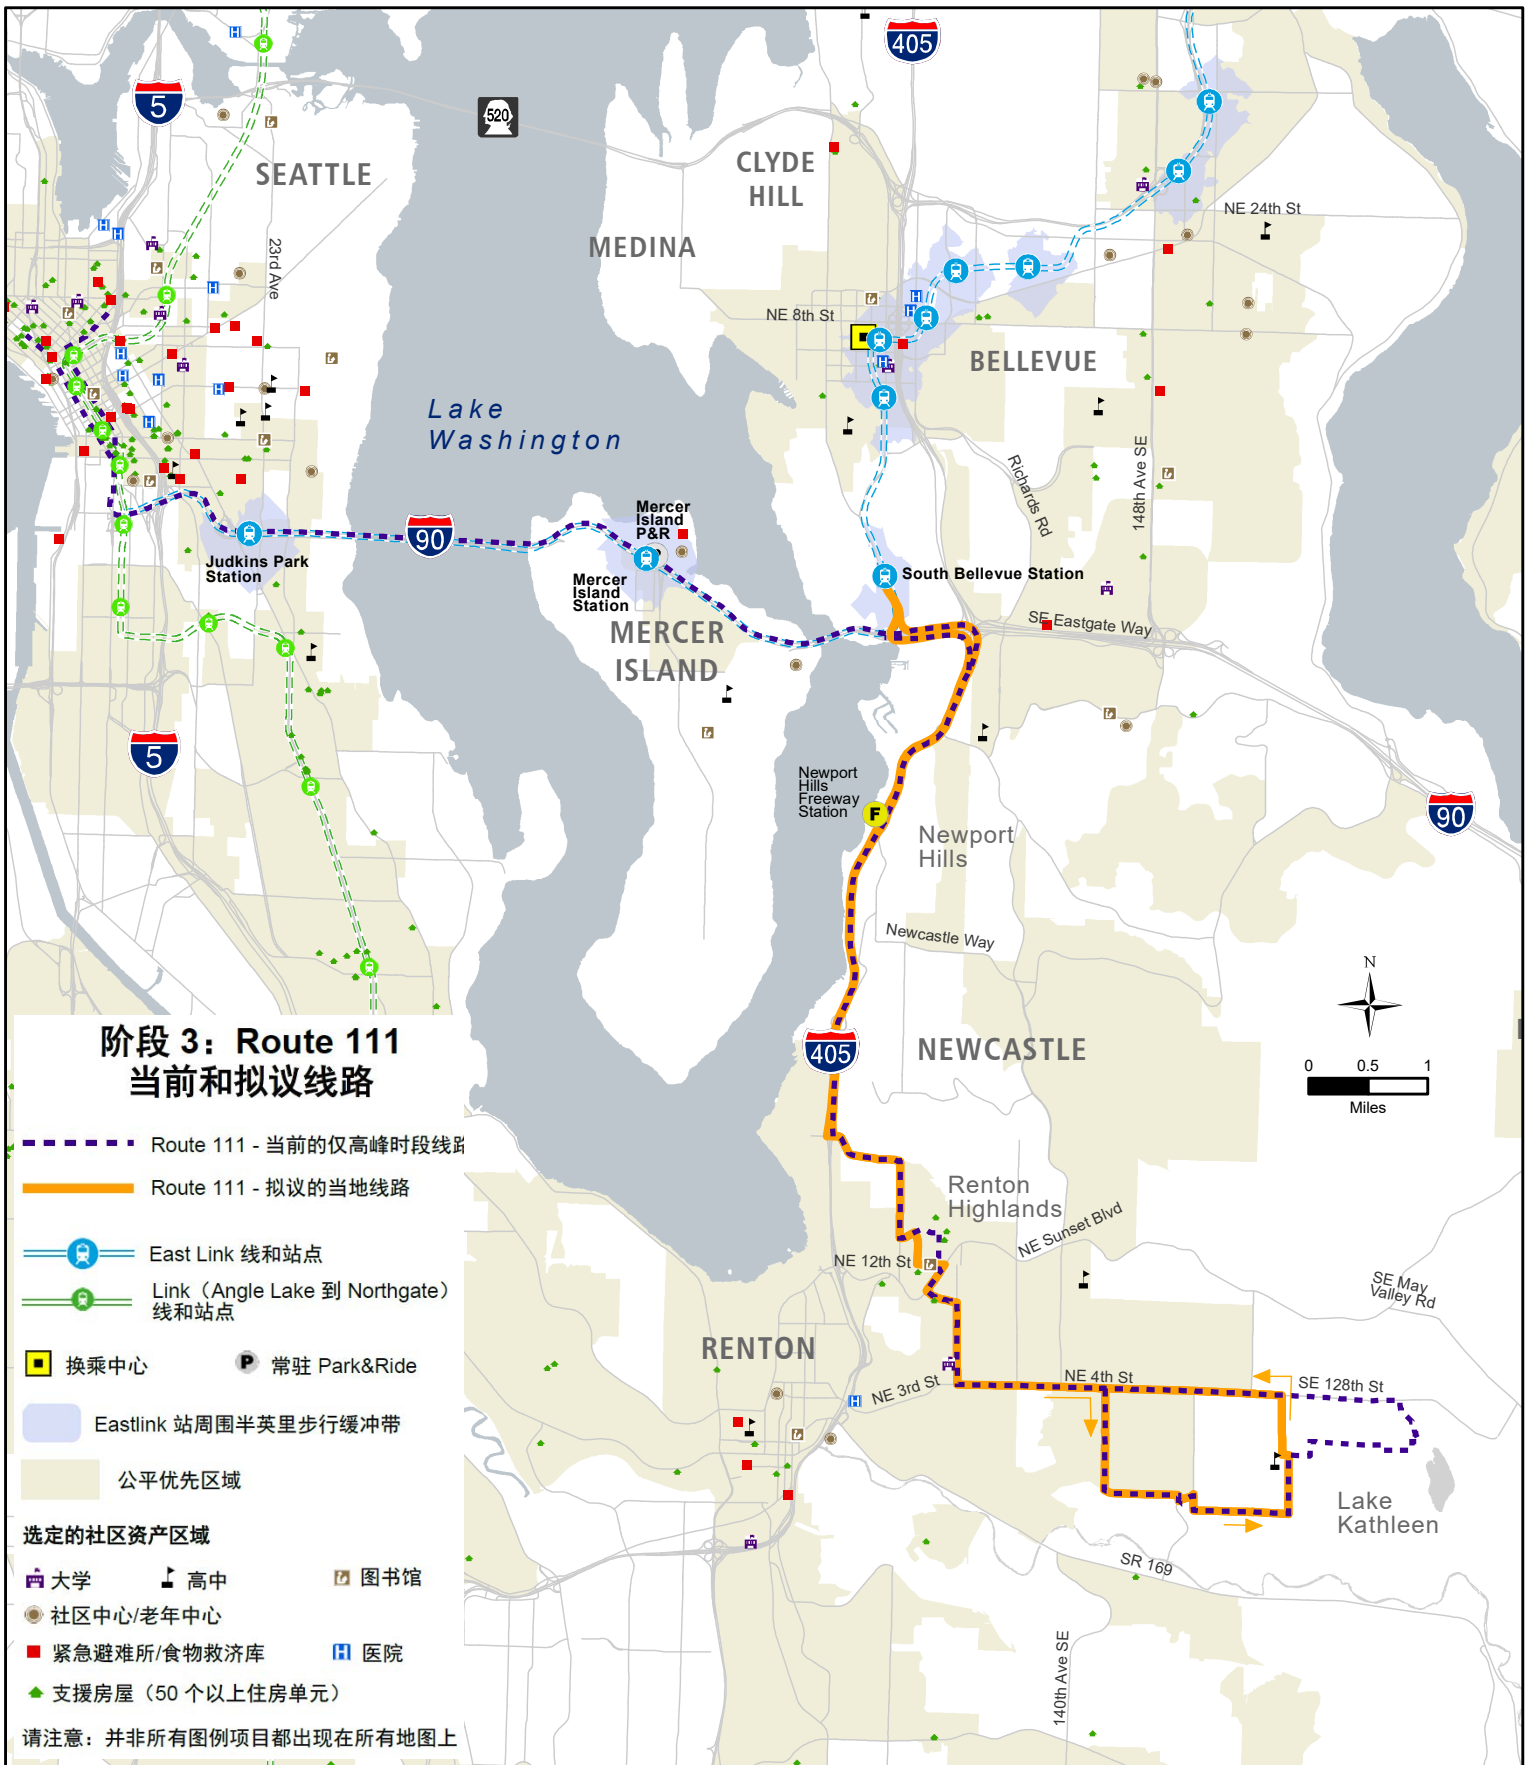 405
5
520
SEATTLE
CLYDE
HILL
MEDINA
NE 24th St
23rd Ave
NE 8th St
BELLEVUE
Lake
Washington
Richards Rd
148th Ave SE
Mercer
Island
P&R
90
Judkins Park
Station
Mercer
Island
Station
South Bellevue Station
SE Eastgate Way
MERCER
ISLAND
5
Newport
Hills
Freeway
Station
F
90
Newport
Hills
Newcastle Way
N
405
NEWCASTLE
0 0.5 1
Miles
Renton
Highlands
NE Sunset Blvd
NE 12th St
SE May
Valley Rd
RENTON
NE 3rd St
NE 4th St
SE 128th St
Lake
Kathleen
SR 169
140th Ave SE
阶段 3：Route 111
当前和拟议线路
Route 111 - 当前的仅高峰时段线路
Route 111 - 拟议的当地线路
East Link 线和站点
Link（Angle Lake 到 Northgate）
线和站点
换乘中心
P 常驻 Park&Ride
Eastlink 站周围半英里步行缓冲带
公平优先区域
选定的社区资产区域
大学 高中 图书馆
社区中心/老年中心
紧急避难所/食物救济库 H 医院
支援房屋（50 个以上住房单元）
请注意：并非所有图例项目都出现在所有地图上